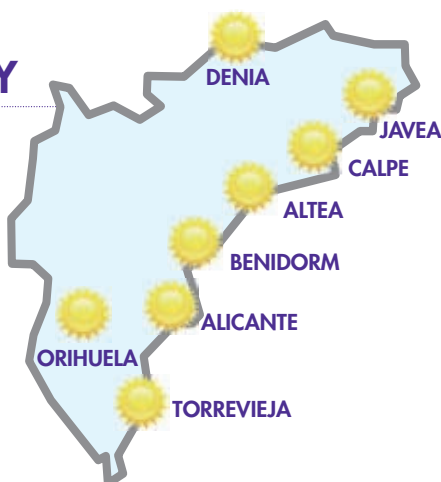 Y
DENIA
JAVEA
CALPE
ALTEA
BENIDORM
ALICANTE
ORIHUELA
TORREVIEJA